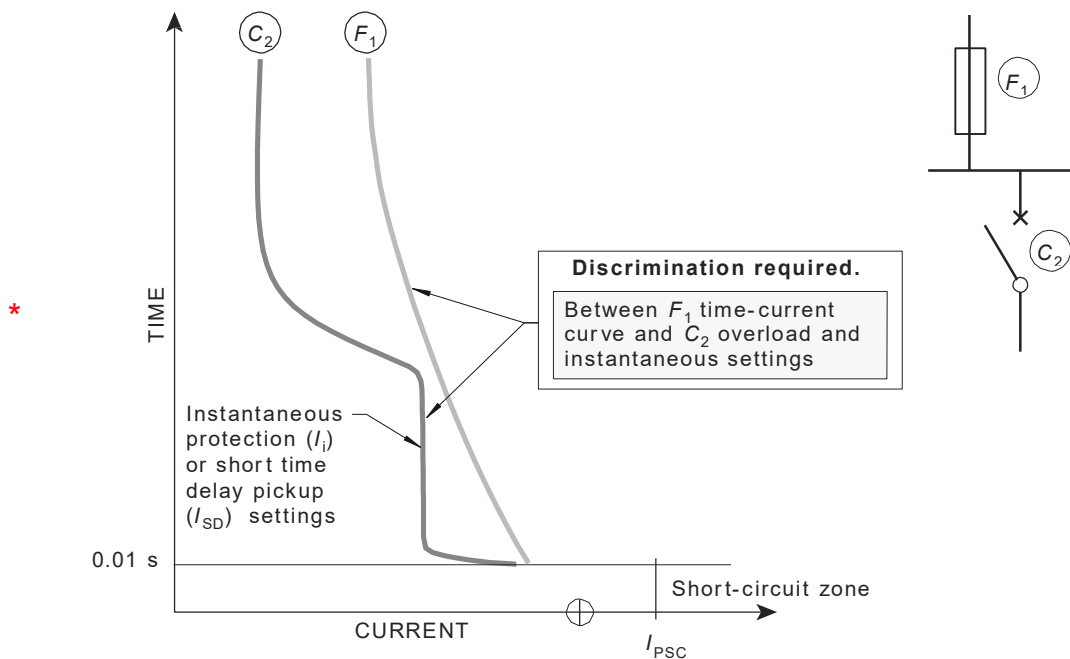 C2
F1
F1
C2
*
TIME
Discrimination required.
Between F1 time-current
curve and C2 overload and
instantaneous settings
Instantaneous
protection (Ii)
or short time
delay pickup
(ISD) settings
0.01 s
Short-circuit zone
CURRENT
IPSC